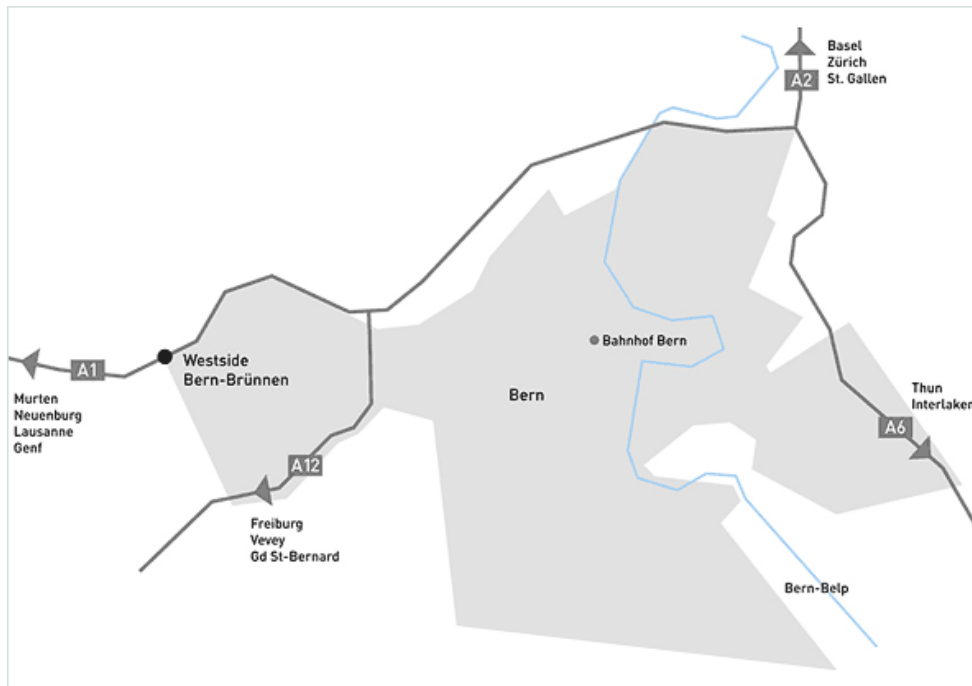 Basel
Zürich
St. Gallen
A2
Bahnhof Bern
Westside
Bern-Brünnen
A1
Murten
Neuenburg
Lausanne
Genf
Bern
Thun
Interlaken
A6
A12
Freiburg
Vevey
Gd St-Bernard
Bern-Belp